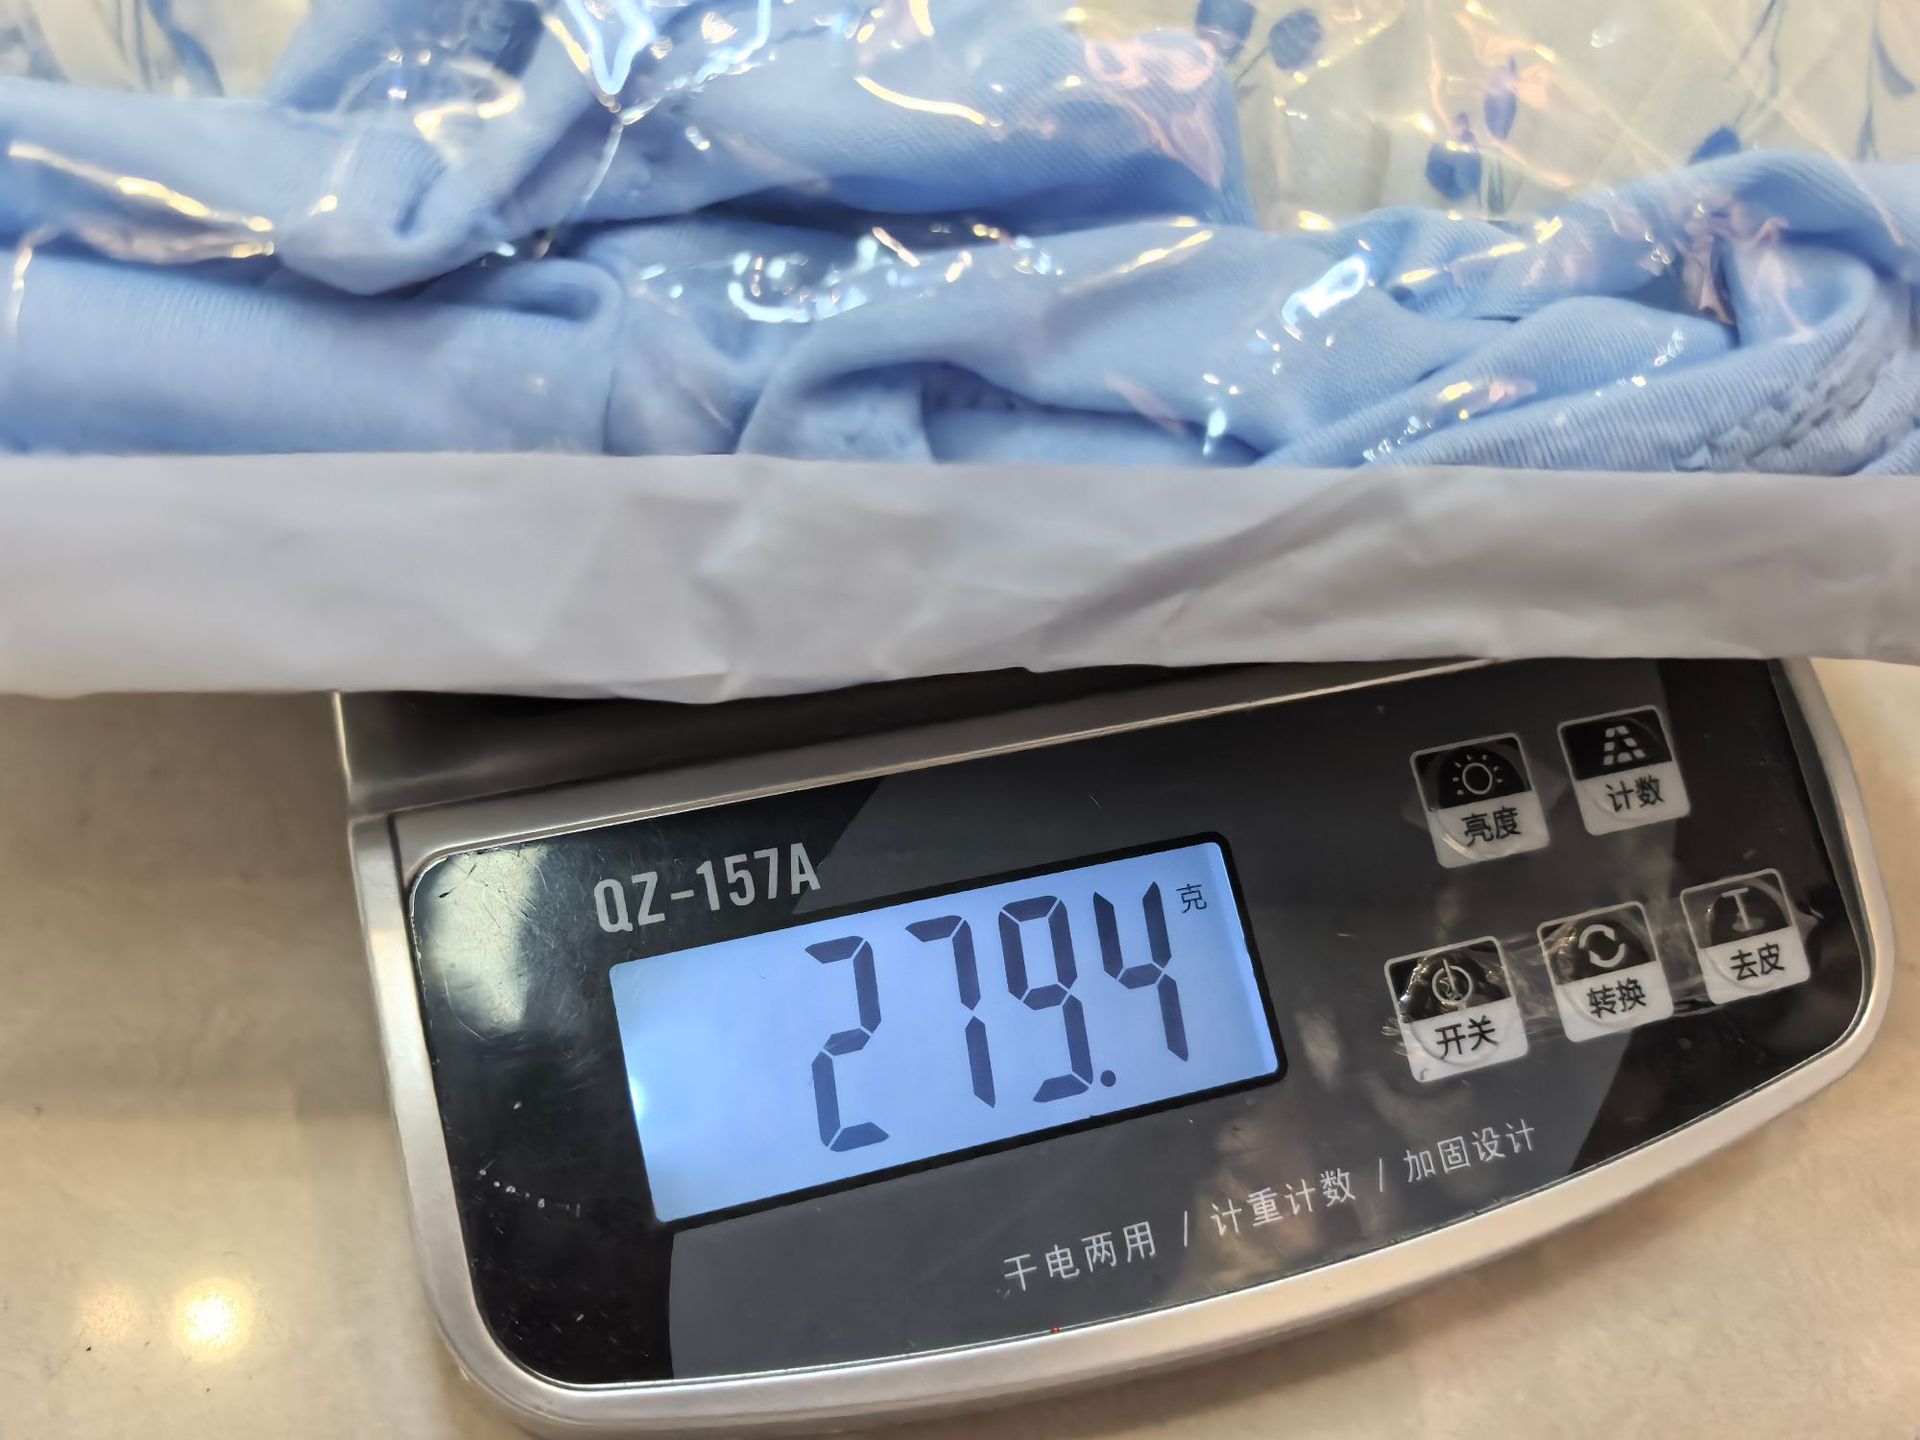 亮度
计数
QZ-157A
279.4 克
开关
转换
去皮
干电两用 / 计重计数 / 加固设计